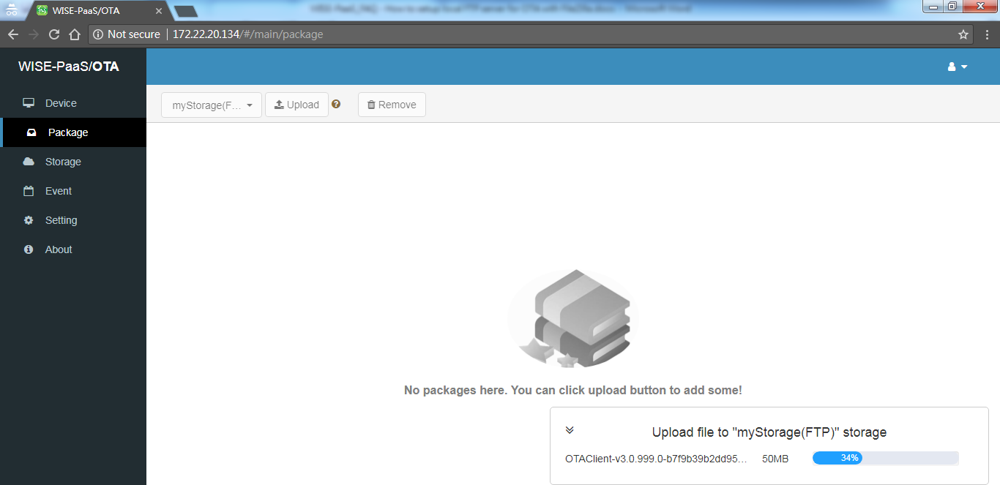 WISE-PaaS/OTA
WISE-PaaS_FAQ - How to setup local FTP server for OTA with FileZilla.docx - Microsoft Word
Not secure | 172.22.20.134/#/main/package
WISE-PaaS/OTA
Device
Package
Storage
Event
Setting
About
myStorage(F... Upload ? Remove
No packages here. You can click upload button to add some!
Upload file to "myStorage(FTP)" storage
OTAClient-v3.0.999.0-b7f9b39b2dd95... 50MB 34%